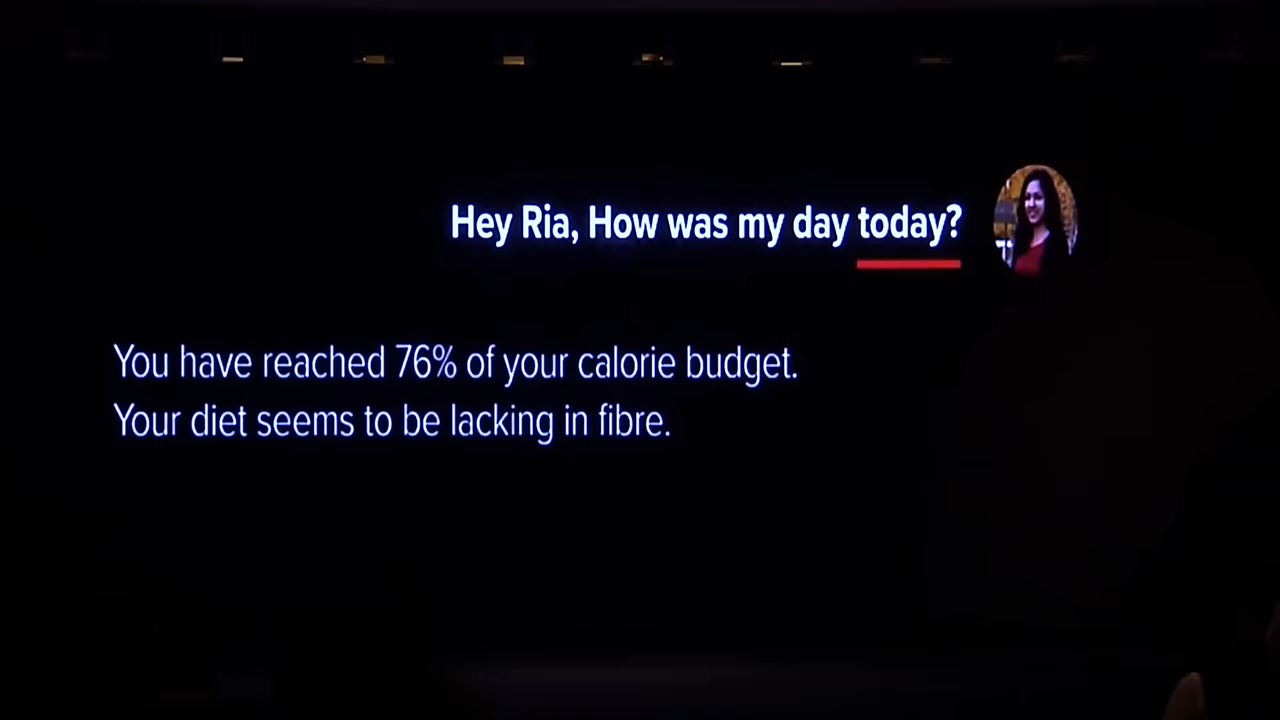 Hey Ria, How was my day today?
You have reached 76% of your calorie budget.
Your diet seems to be lacking in fibre.